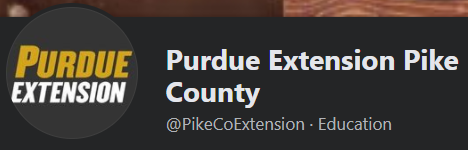 PURDUE
EXTENSION
Purdue Extension Pike
County
@PikeCoExtension · Education